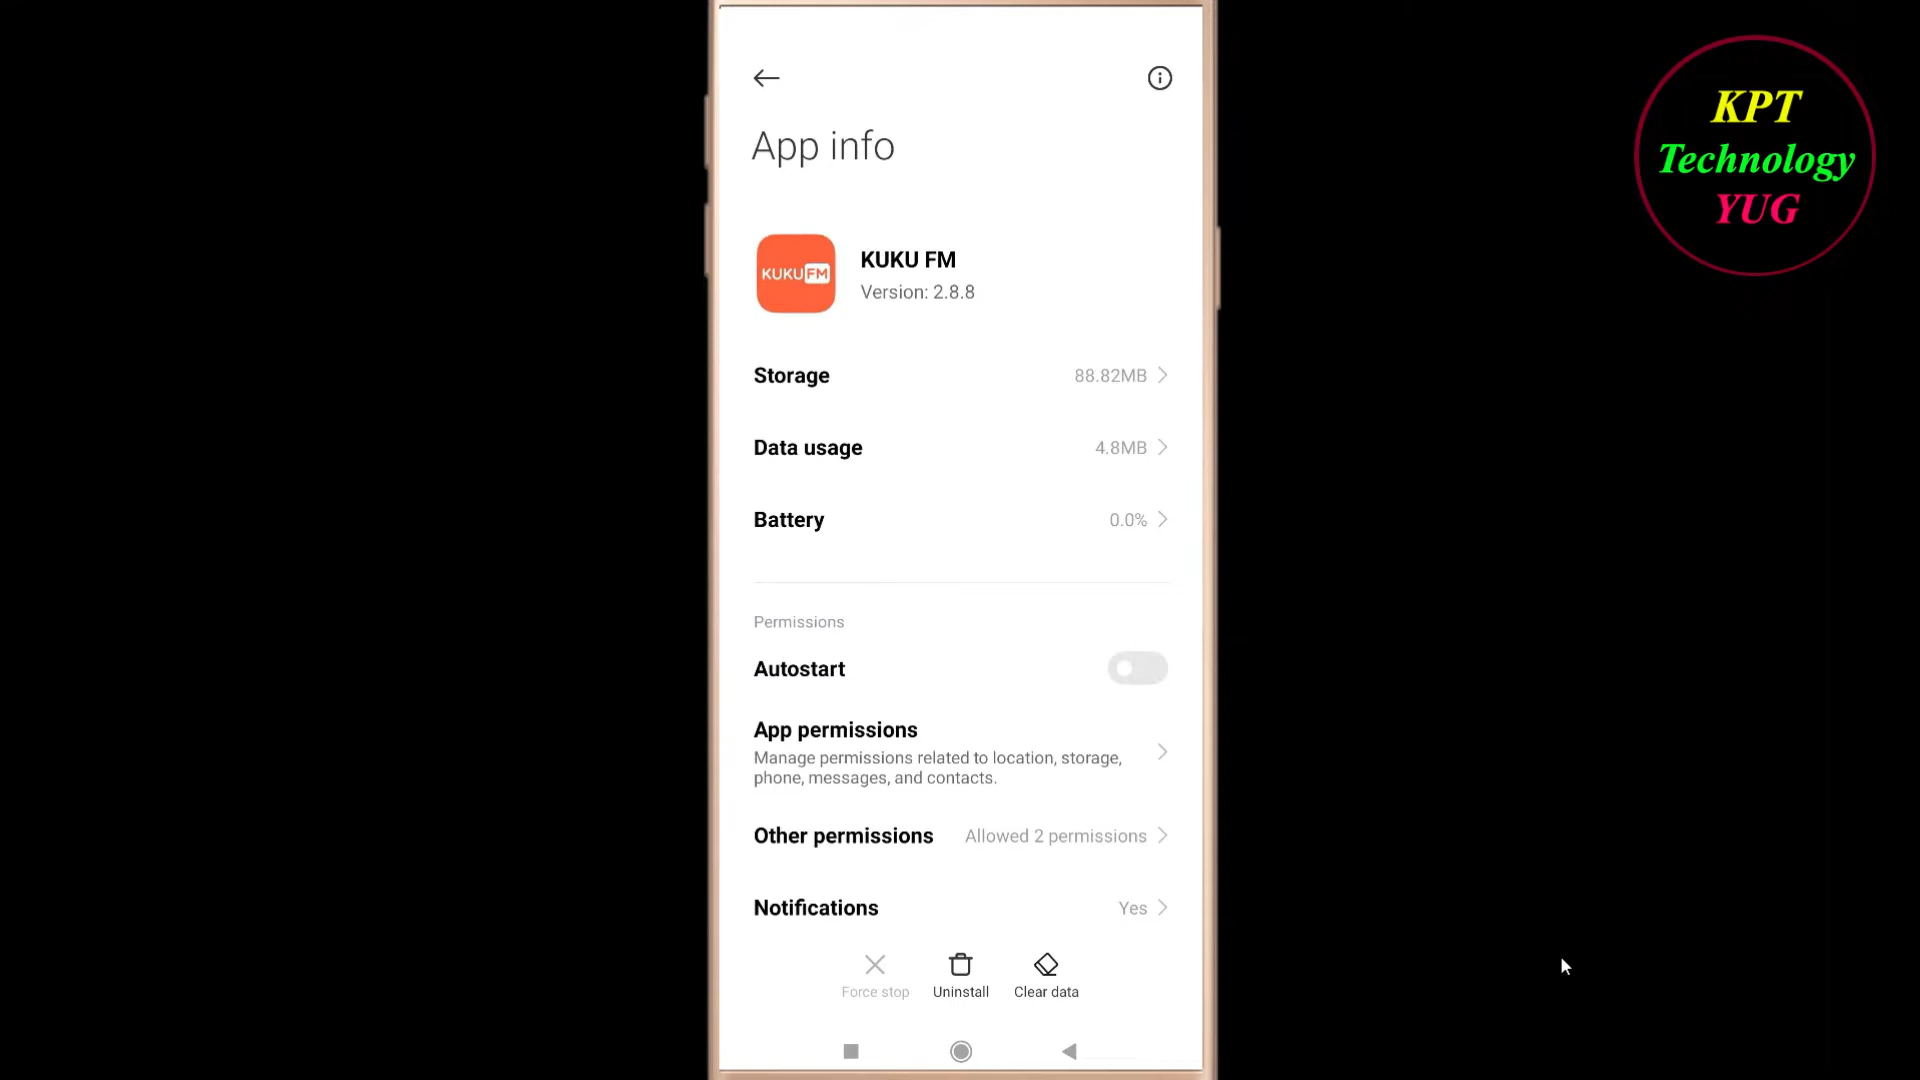 App info
KUKU FM
KUKU FM
Version: 2.8.8
Storage 88.82MB
Data usage 4.8MB
Battery 0.0%
Permissions
Autostart
App permissions
Manage permissions related to location, storage,
phone, messages, and contacts.
Other permissions Allowed 2 permissions
Notifications Yes
Force stop Uninstall Clear data
KPT
Technology
YUG